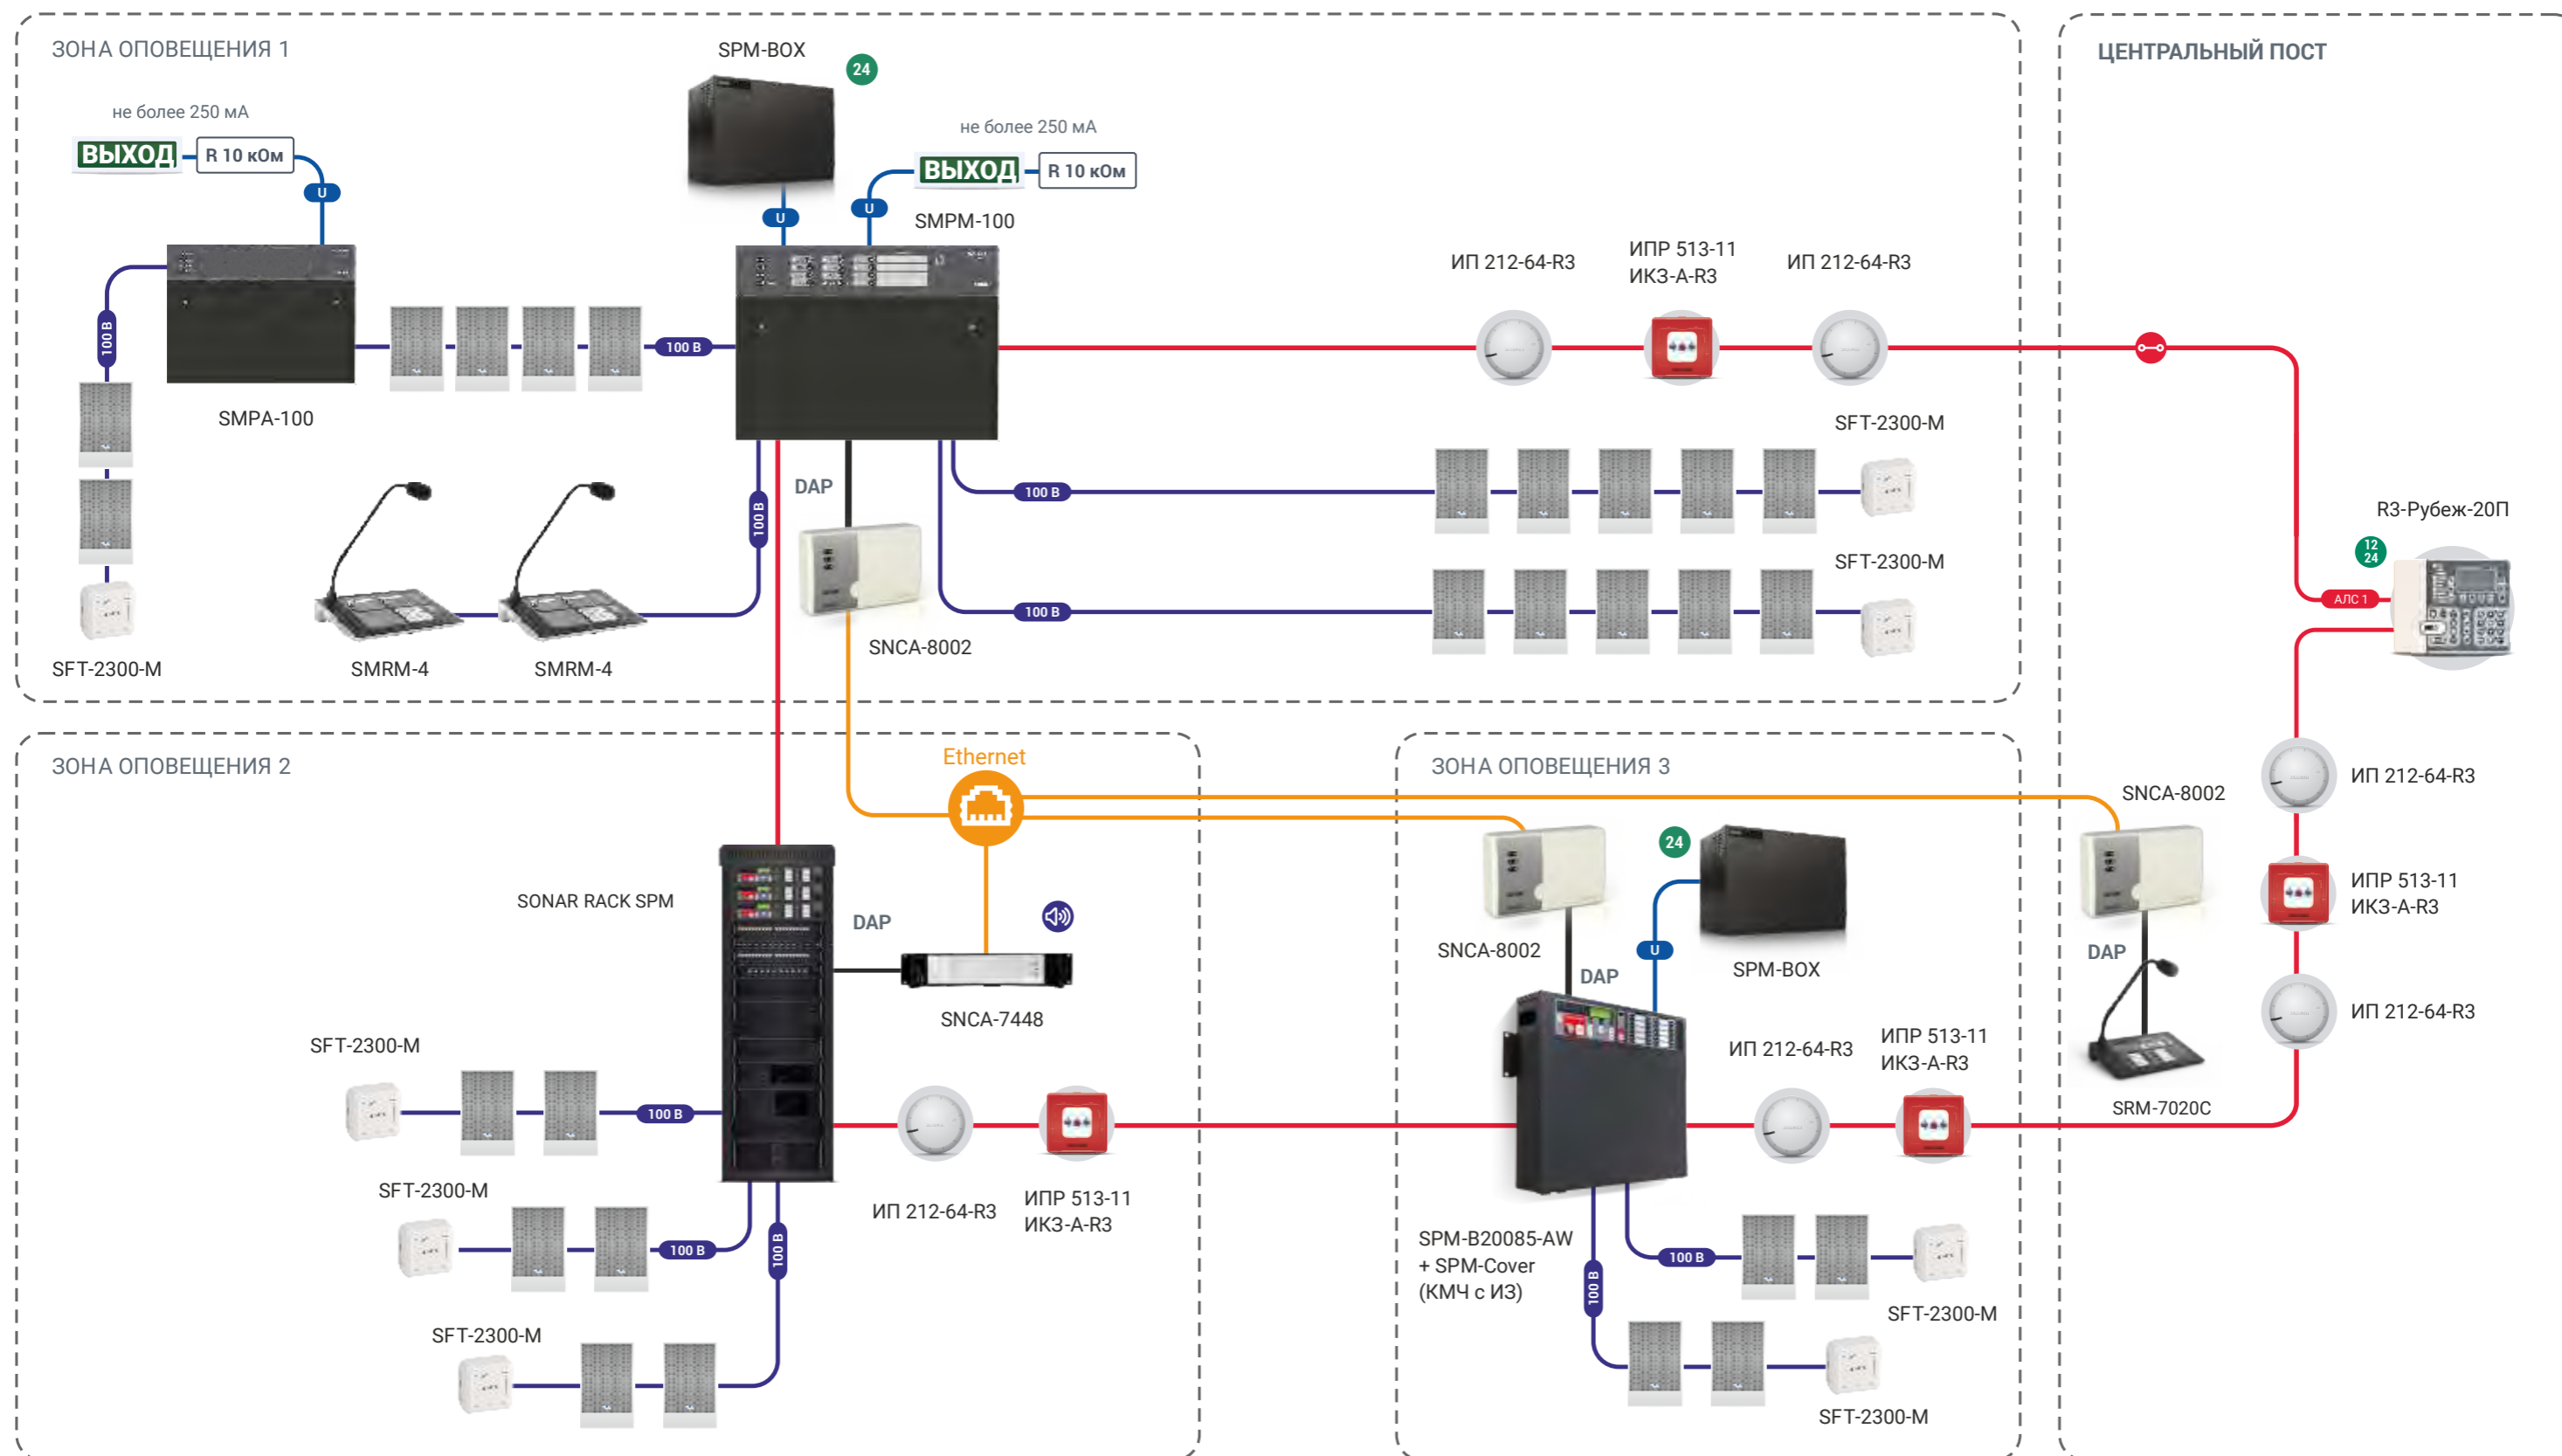 ЗОНА ОПОВЕЩЕНИЯ 1
SPM-BOX
24
не более 250 мА
ВЫХОД
R 10 кОм
U
U
U
не более 250 мА
ВЫХОД
R 10 кОм
SMPM-100
100 В
SMPA-100
100 В
ИП 212-64-R3
ИПР 513-11
ИКЗ-А-R3
ИП 212-64-R3
SFT-2300-M
SMRM-4
SMRM-4
100 В
DAP
SNCA-8002
100 В
SFT-2300-M
100 В
SFT-2300-M
ЦЕНТРАЛЬНЫЙ ПОСТ
R3-Рубеж-20П
12
24
АЛС 1
ИП 212-64-R3
ИПР 513-11
ИКЗ-А-R3
ИП 212-64-R3
SNCA-8002
DAP
SRM-7020C
ЗОНА ОПОВЕЩЕНИЯ 2
Ethernet
SONAR RACK SPM
DAP
SNCA-7448
SFT-2300-M
100 В
SFT-2300-M
100 В
100 В
SFT-2300-M
ИП 212-64-R3
ИПР 513-11
ИКЗ-А-R3
ЗОНА ОПОВЕЩЕНИЯ 3
SNCA-8002
24
U
SPM-BOX
DAP
ИП 212-64-R3
ИПР 513-11
ИКЗ-А-R3
SPM-B20085-AW
+ SPM-Cover
(КМЧ с ИЗ)
100 В
100 В
SFT-2300-M
SFT-2300-M